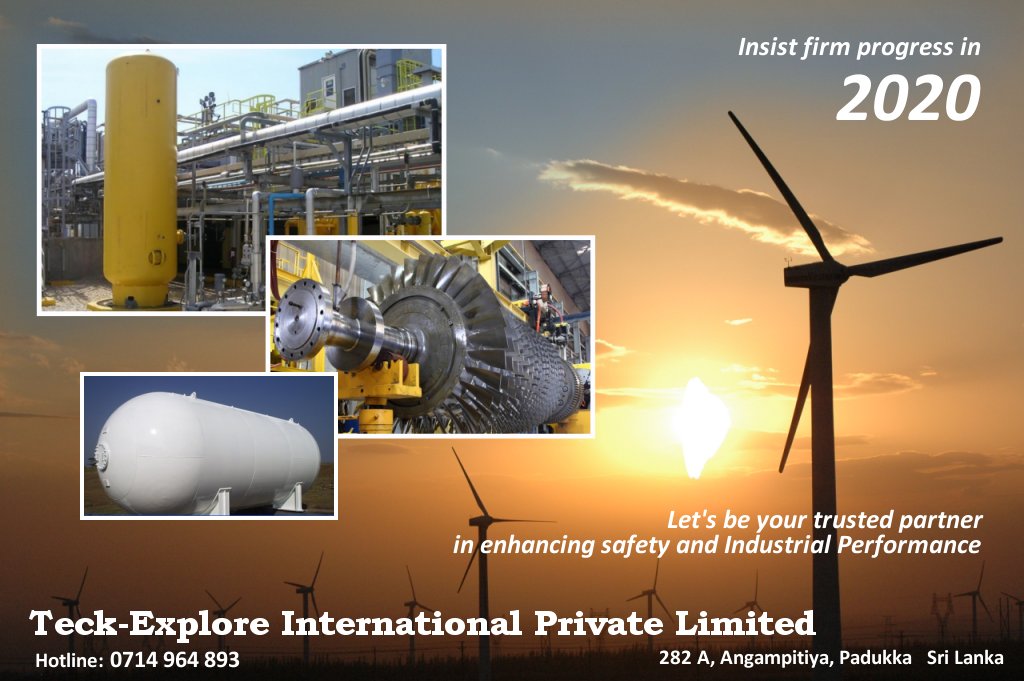 Insist firm progress in
2020
Let's be your trusted partner
in enhancing safety and Industrial Performance
Teck-Explore International Private Limited
Hotline: 0714 964 893
282 A, Angampitiya, Padukka Sri Lanka